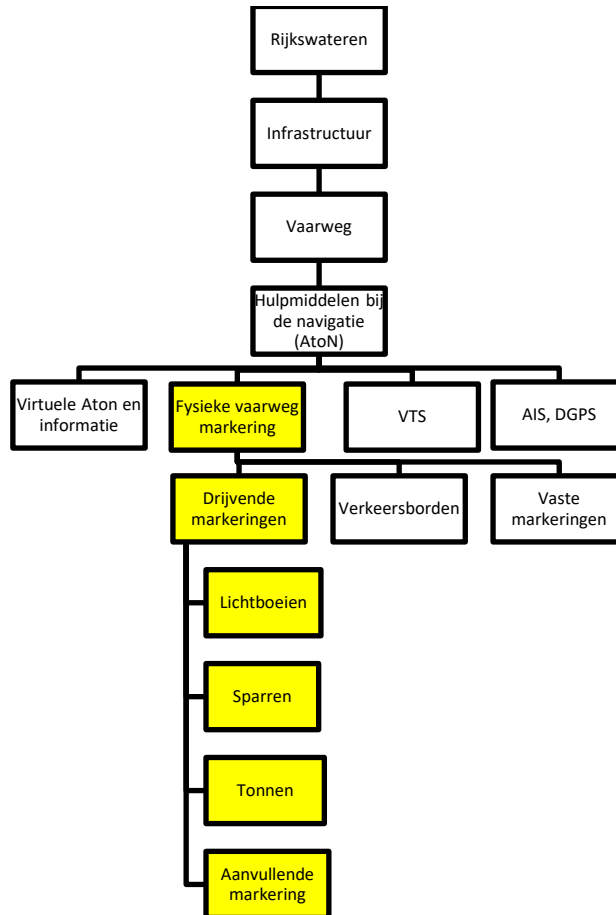 Rijkswateren
Infrastructuur
Vaarweg
Hulpmiddelen bij
de navigatie
(AtoN)
Virtuele Aton en
informatie
Fysieke vaarweg
markering
VTS
AIS, DGPS
Drijvende
markeringen
Verkeersborden
Vaste
markeringen
Lichtboeien
Sparren
Tonnen
Aanvullende
markering